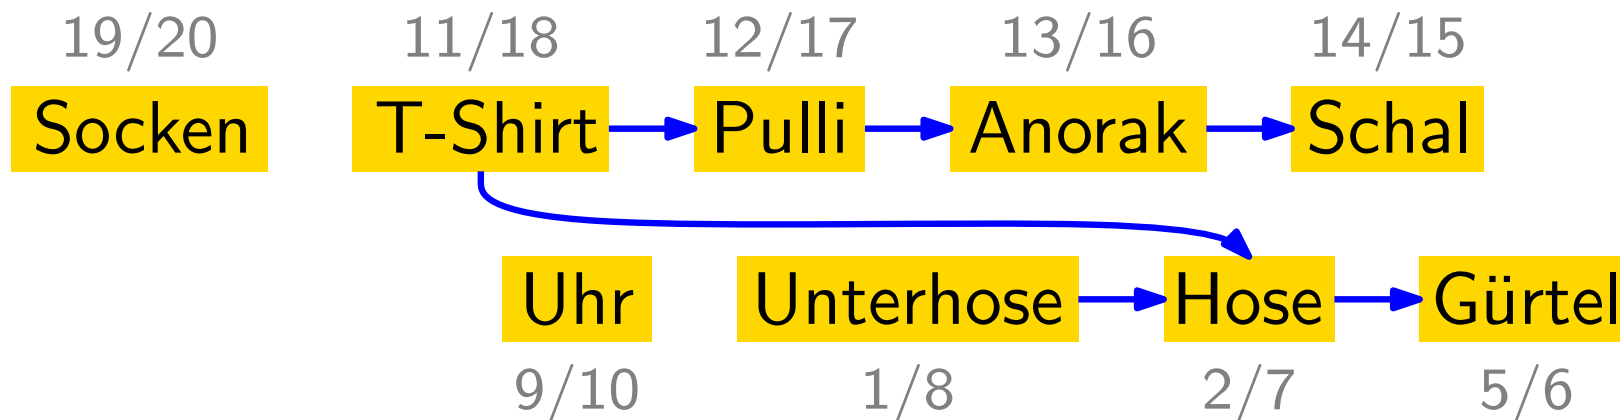 19/20 11/18 12/17 13/16 14/15
Socken T-Shirt Pulli Anorak Schal
Uhr Unterhose Hose Gürtel
9/10 1/8 2/7 5/6